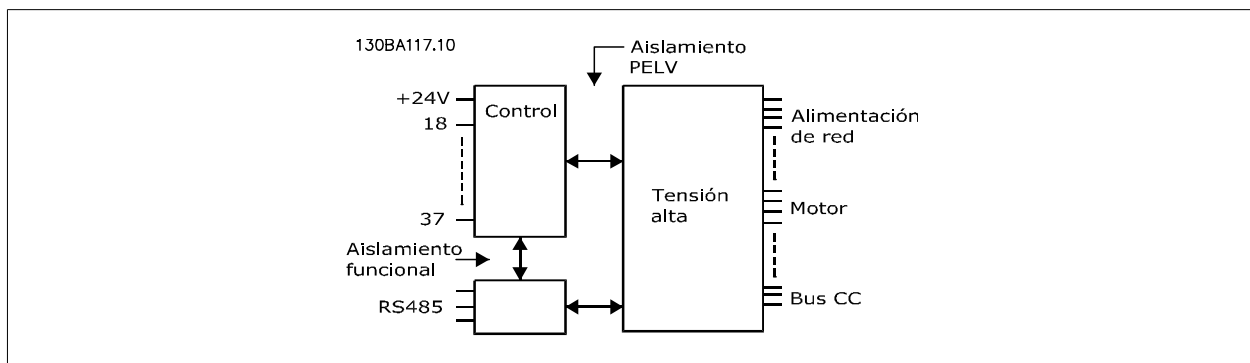 130BA117.10
Aislamiento
PELV
+24V
Control
18
Alimentación
de red
Tensión
alta
Motor
37
Aislamiento
funcional
RS485
Bus CC